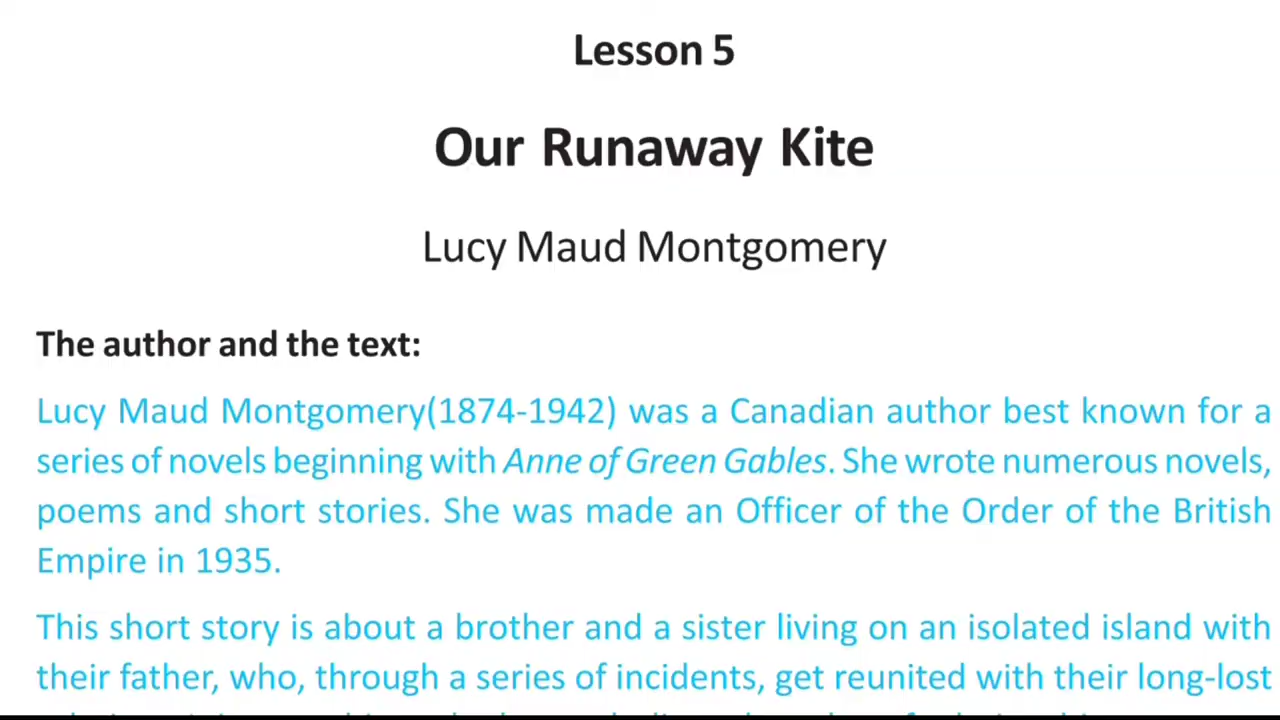 Lesson 5
Our Runaway Kite
Lucy Maud Montgomery
The author and the text:
Lucy Maud Montgomery(1874-1942) was a Canadian author best known for a
series of novels beginning with Anne of Green Gables. She wrote numerous novels,
poems and short stories. She was made an Officer of the Order of the British
Empire in 1935.
This short story is about a brother and a sister living on an isolated island with
their father, who, through a series of incidents, get reunited with their long-lost